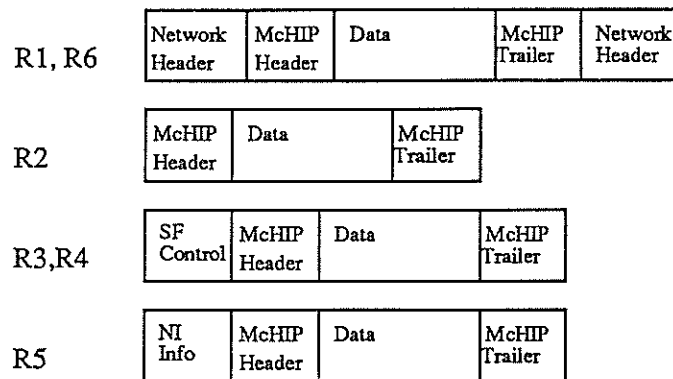 Network McHIP Data McHIP Network
R1, R6
Header Header Trailer Header
McHIP Data McHIP
R2
Header Trailer
SF McHIP Data McHIP
R3,R4
Control Header Trailer
NI McHIP Data McHIP
R5
Info Header Trailer